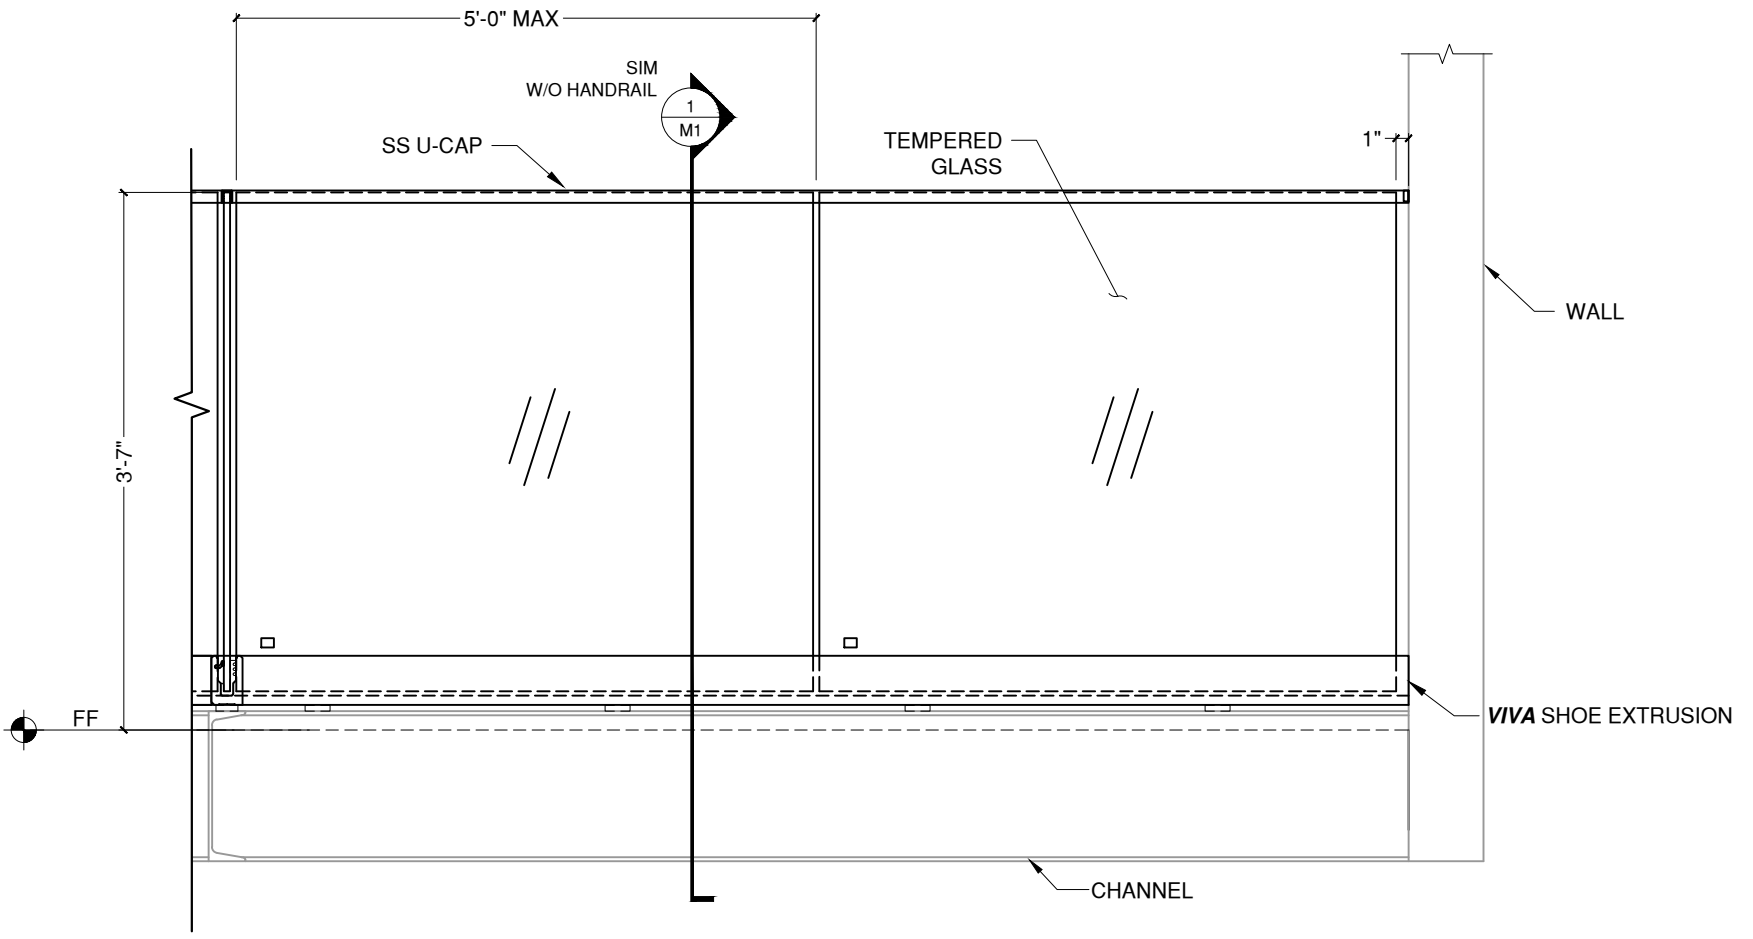 5'-0" MAX
SIM
W/O HANDRAIL
1
M1
SS U-CAP
TEMPERED
GLASS
1"
WALL
3'-7"
FF
VIVA SHOE EXTRUSION
CHANNEL